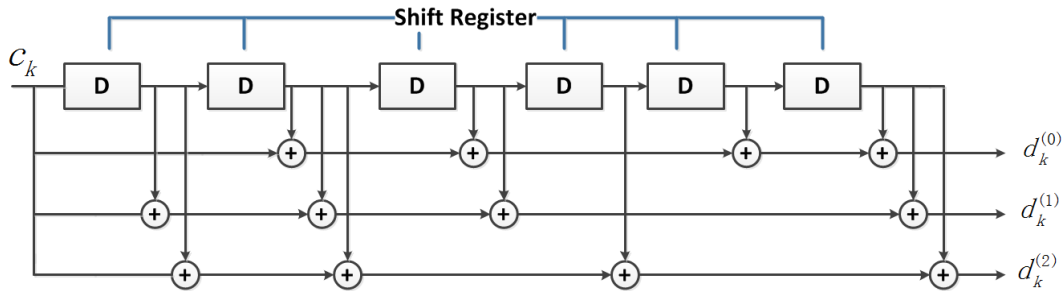 Shift Register
c_k
D D D D D D
+ + + + d_k^{(0)}
+ + + + d_k^{(1)}
+ + + + d_k^{(2)}